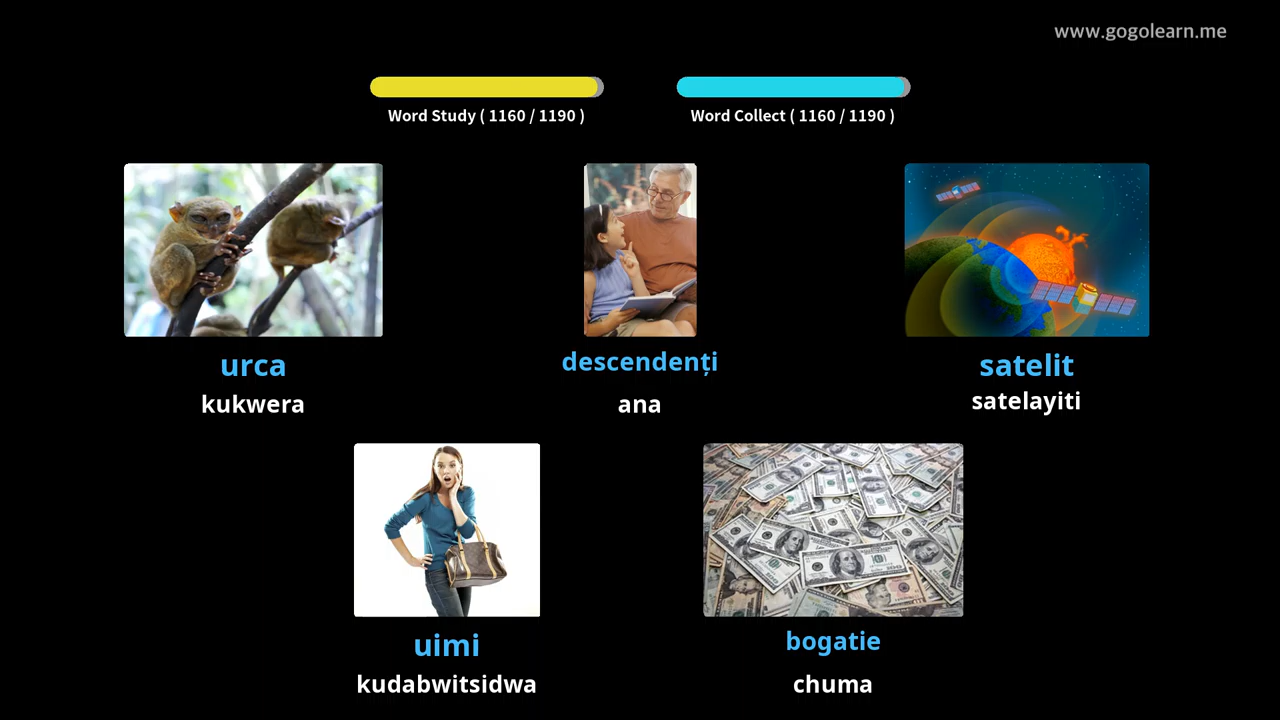 www.gogolearn.me
Word Study ( 1160 / 1190 )
Word Collect ( 1160 / 1190 )
urca
kukwera
descendenți
ana
satelit
satelayiti
uimi
kudabwitsidwa
bogatie
chuma